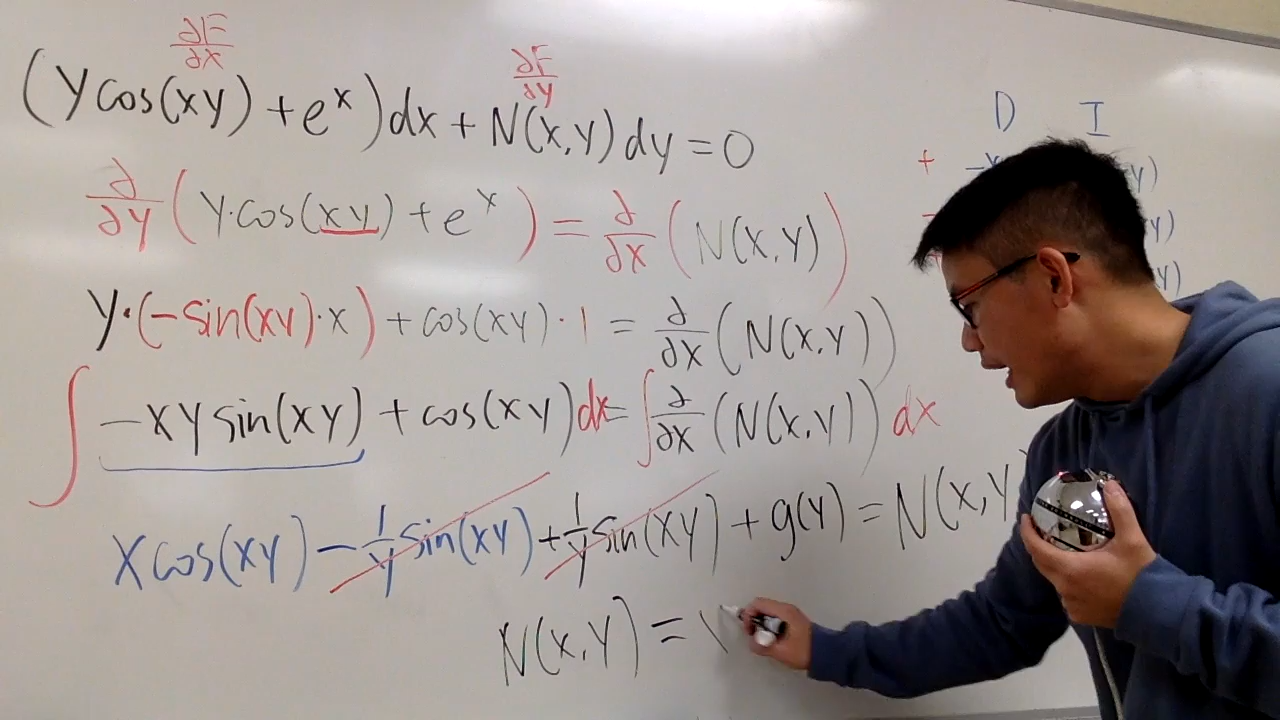 ∂F/∂x ∂F/∂y
(y cos(xy) + e^x)dx + N(x,y)dy = 0
∂/∂y (y·cos(xy) + e^x) = ∂/∂x (N(x,y))
y·(-sin(xy)·x) + cos(xy)·1 = ∂/∂x (N(x,y))
∫ -xy sin(xy) + cos(xy) dx = ∫ ∂/∂x (N(x,y)) dx
x cos(xy) - 1/y sin(xy) + 1/y sin(xy) + g(y) = N(x,y
N(x,y) =
D I
+
y)
y)
y)